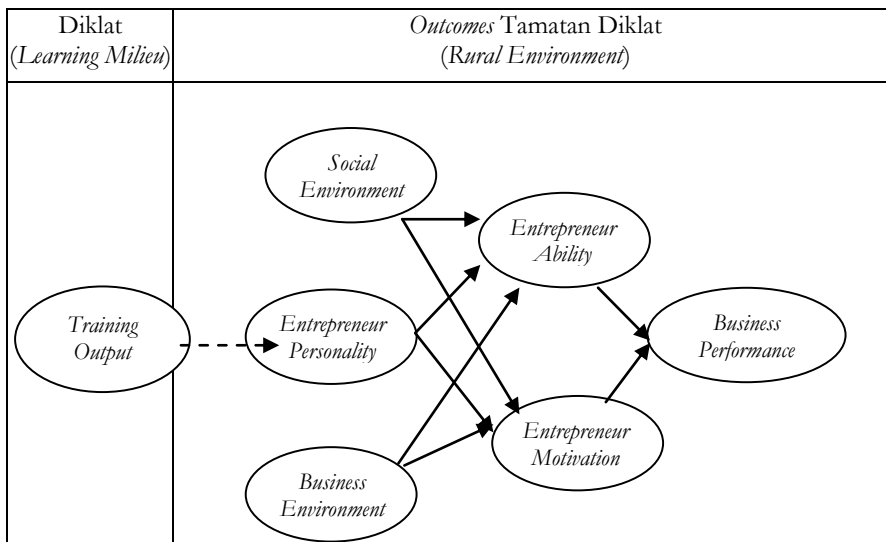 Diklat
(Learning Milieu)
Outcomes Tamatan Diklat
(Rural Environment)
Social
Environment
Entrepreneur
Ability
Training
Output
Entrepreneur
Personality
Business
Performance
Entrepreneur
Motivation
Business
Environment